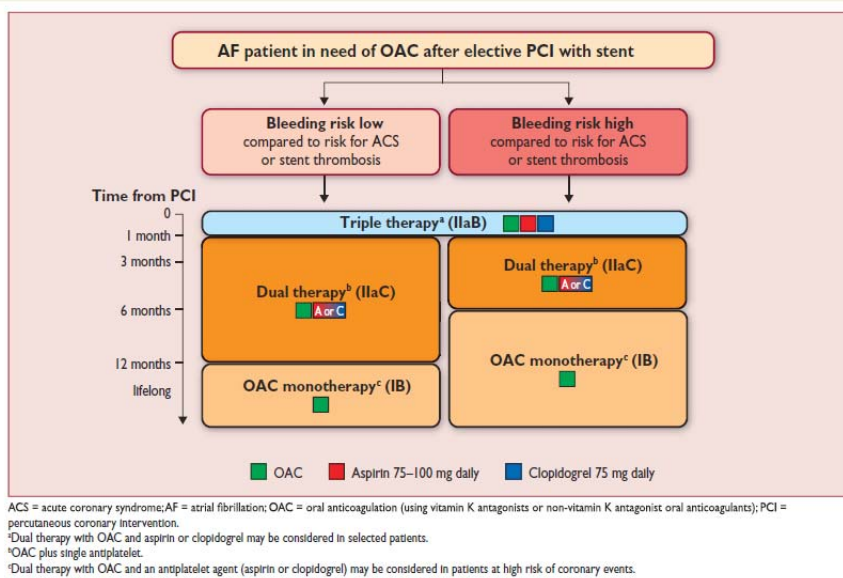 AF patient in need of OAC after elective PCI with stent
Bleeding risk low
compared to risk for ACS
or stent thrombosis
Bleeding risk high
compared to risk for ACS
or stent thrombosis
Time from PCI
0
1 month
3 months
6 months
12 months
lifelong
Triple therapyᵃ (IIaB)
Dual therapyᵇ (IIaC)
A or C
Dual therapyᵇ (IIaC)
A or C
OAC monotherapyᶜ (IB)
OAC monotherapyᶜ (IB)
OAC
Aspirin 75–100 mg daily
Clopidogrel 75 mg daily
ACS = acute coronary syndrome; AF = atrial fibrillation; OAC = oral anticoagulation (using vitamin K antagonists or non-vitamin K antagonist oral anticoagulants); PCI =
percutaneous coronary intervention.
ᵃDual therapy with OAC and aspirin or clopidogrel may be considered in selected patients.
ᵇOAC plus single antiplatelet.
ᶜDual therapy with OAC and an antiplatelet agent (aspirin or clopidogrel) may be considered in patients at high risk of coronary events.